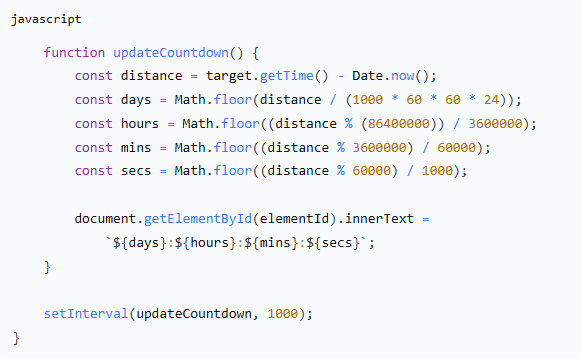 javascript
function updateCountdown() {
const distance = target.getTime() - Date.now();
const days = Math.floor(distance / (1000 * 60 * 60 * 24));
const hours = Math.floor((distance % (86400000)) / 3600000);
const mins = Math.floor((distance % 3600000) / 60000);
const secs = Math.floor((distance % 60000) / 1000);
document.getElementById(elementId).innerText =
`${days}:${hours}:${mins}:${secs}`;
}
setInterval(updateCountdown, 1000);
}